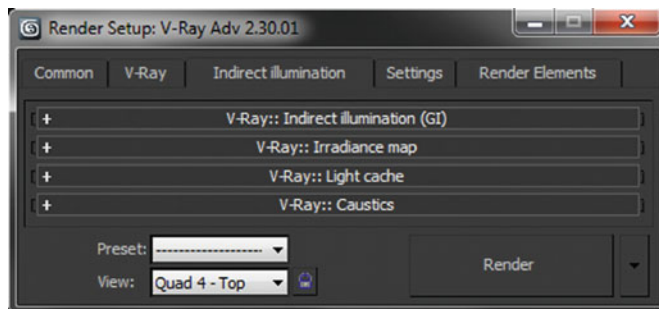 Render Setup: V-Ray Adv 2.30.01
Common V-Ray Indirect illumination Settings Render Elements
+ V-Ray:: Indirect illumination (GI)
+ V-Ray:: Irradiance map
+ V-Ray:: Light cache
+ V-Ray:: Caustics
Preset: --------------------
View: Quad 4 - Top
Render